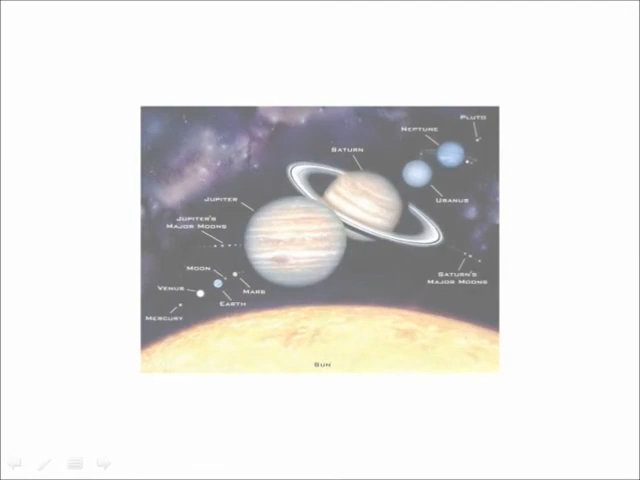 PLUTO
NEPTUNE
SATURN
URANUS
JUPITER
JUPITER'S
MAJOR MOONS
MOON
SATURN'S
MAJOR MOONS
VENUS
MARS
EARTH
MERCURY
SUN